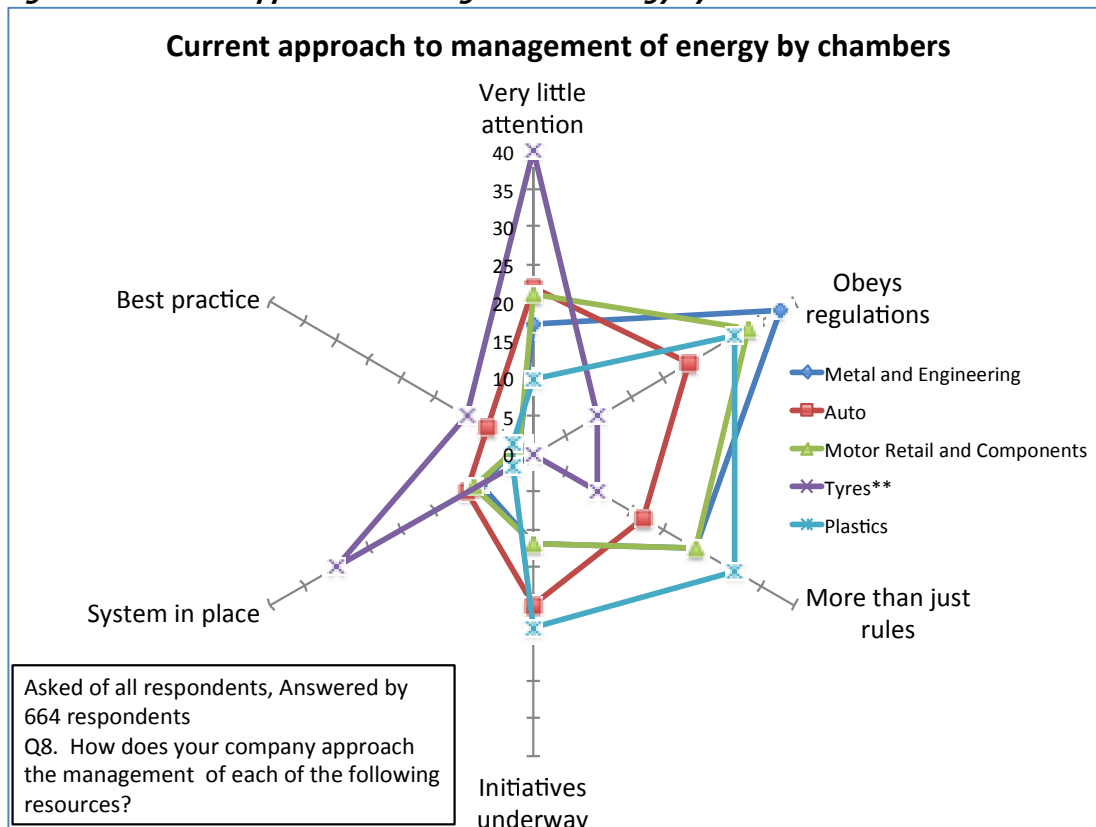 Current approach to management of energy by chambers
Very little
attention
40
35
30
25
20
15
10
5
0
Obeys
regulations
Best practice
Metal and Engineering
Auto
Motor Retail and Components
Tyres**
Plastics
System in place
More than just
rules
Initiatives
underway
Asked of all respondents, Answered by
664 respondents
Q8.  How does your company approach
the management  of each of the following
resources?